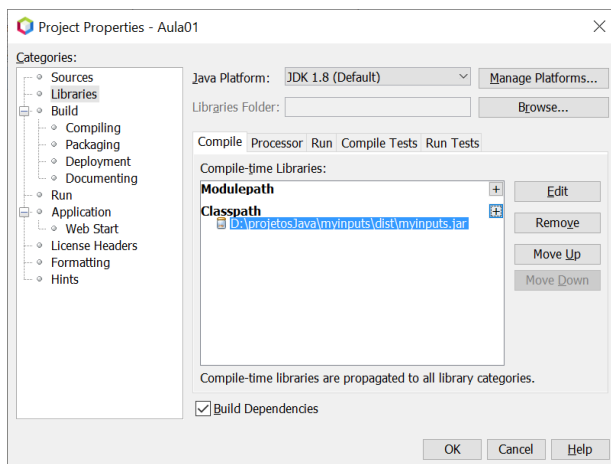 Project Properties - Aula01
Categories:
Sources
Libraries
Build
Compiling
Packaging
Deployment
Documenting
Run
Application
Web Start
License Headers
Formatting
Hints
Java Platform: JDK 1.8 (Default) Manage Platforms...
Libraries Folder: Browse...
Compile Processor Run Compile Tests Run Tests
Compile-time Libraries:
Modulepath
Classpath
D:\projetosJava\myinputs\dist\myinputs.jar
Edit
Remove
Move Up
Move Down
Compile-time libraries are propagated to all library categories.
Build Dependencies
OK Cancel Help